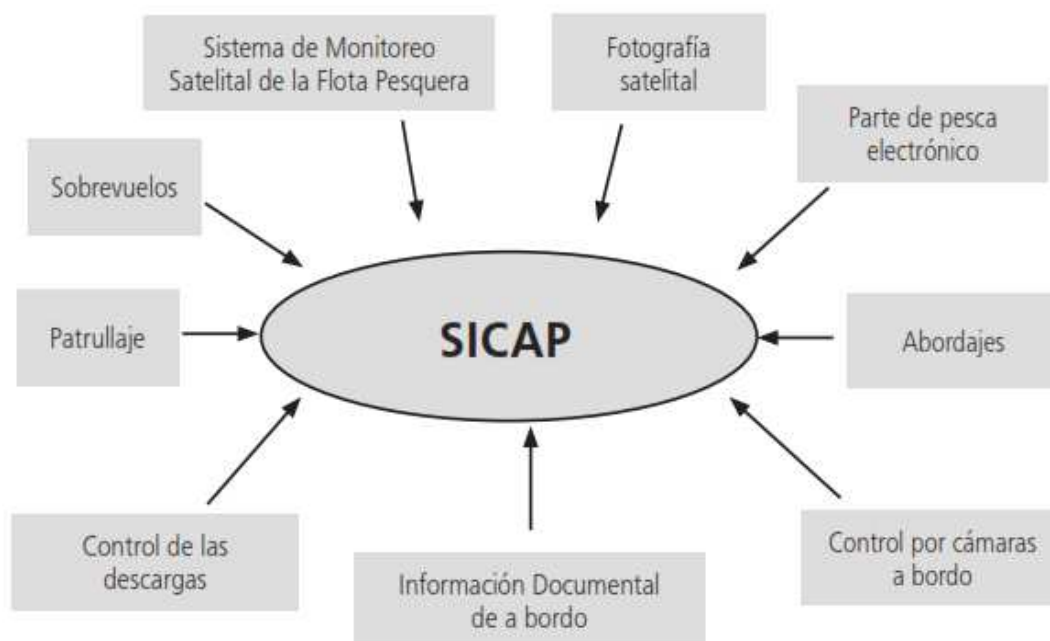 Sistema de Monitoreo
Satelital de la Flota Pesquera
Fotografía
satelital
Parte de pesca
electrónico
Sobrevuelos
SICAP
Patrullaje
Abordajes
Control de las
descargas
Información Documental
de a bordo
Control por cámaras
a bordo